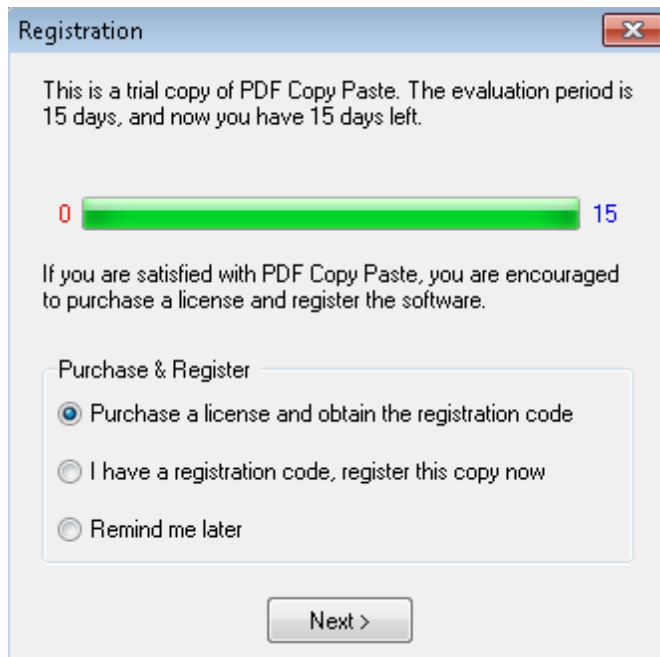 Registration
This is a trial copy of PDF Copy Paste. The evaluation period is
15 days, and now you have 15 days left.
0 15
If you are satisfied with PDF Copy Paste, you are encouraged
to purchase a license and register the software.
Purchase & Register
Purchase a license and obtain the registration code
I have a registration code, register this copy now
Remind me later
Next >